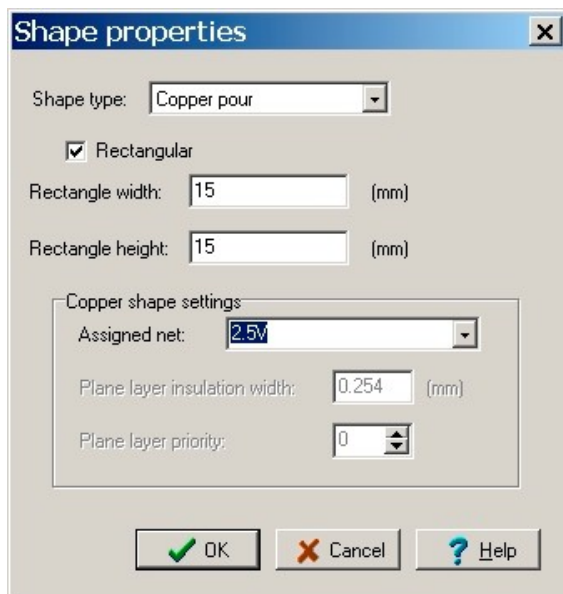 Shape properties
Shape type: Copper pour
Rectangular
Rectangle width: 15 (mm)
Rectangle height: 15 (mm)
Copper shape settings
Assigned net: 2.5V
Plane layer insulation width: 0.254 (mm)
Plane layer priority: 0
OK Cancel ? Help